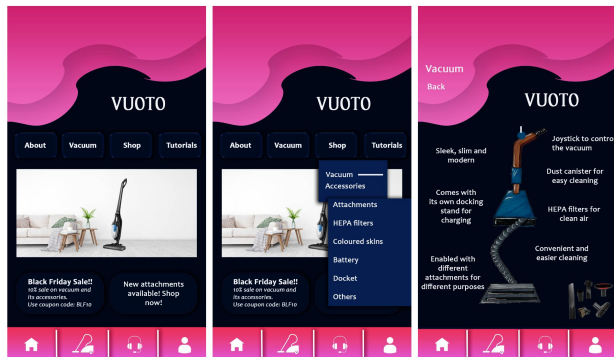 VUOTO
About
Vacuum
Shop
Tutorials
Black Friday Sale!!
10% sale on vacuum and
its accessories.
Use coupon code: BLF10
New attachments
available! Shop
now!
VUOTO
About
Vacuum
Shop
Tutorials
Vacuum
Accessories
Attachments
HEPA filters
Coloured skins
Battery
Docket
Others
Black Friday Sale!!
10% sale on vacuum and
its accessories.
Use coupon code: BLF10
Vacuum
Back
VUOTO
Sleek, slim and
modern
Comes with
its own docking
stand for
charging
Enabled with
different
attachments for
different purposes
Joystick to contro
the vacuum
Dust canister for
easy cleaning
HEPA filters for
clean air
Convenient and
easier cleaning